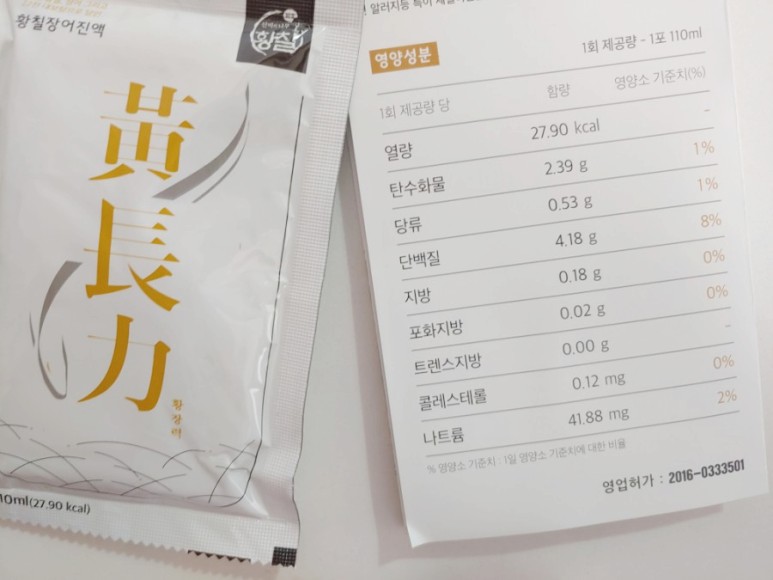 황칠장어진액
황칠
黃長力
황장력
10ml(27.90 kcal)
영양성분
1회 제공량 - 1포 110ml
1회 제공량 당 함량 영양소 기준치(%)
열량 27.90 kcal -
탄수화물 2.39 g 1%
당류 0.53 g 1%
단백질 4.18 g 8%
지방 0.18 g 0%
포화지방 0.02 g 0%
트렌스지방 0.00 g -
콜레스테롤 0.12 mg 0%
나트륨 41.88 mg 2%
% 영양소 기준치 : 1일 영양소 기준치에 대한 비율
영업허가 : 2016-0333501